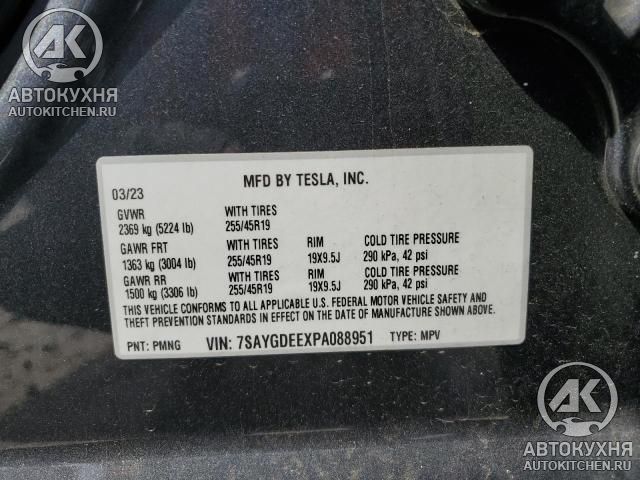 AK
АВТОКУХНЯ
AUTOKITCHEN.RU
MFD BY TESLA, INC.
03/23
GVWR WITH TIRES
2369 kg (5224 lb) 255/45R19
GAWR FRT WITH TIRES RIM COLD TIRE PRESSURE
1363 kg (3004 lb) 255/45R19 19X9.5J 290 kPa, 42 psi
GAWR RR WITH TIRES RIM COLD TIRE PRESSURE
1500 kg (3306 lb) 255/45R19 19X9.5J 290 kPa, 42 psi
THIS VEHICLE CONFORMS TO ALL APPLICABLE U.S. FEDERAL MOTOR VEHICLE SAFETY AND
THEFT PREVENTION STANDARDS IN EFFECT ON THE DATE OF MANUFACTURE SHOWN ABOVE.
PNT: PMNG VIN: 7SAYGDEEXPA088951 TYPE: MPV
AK
АВТОКУХНЯ
AUTOKITCHEN.RU